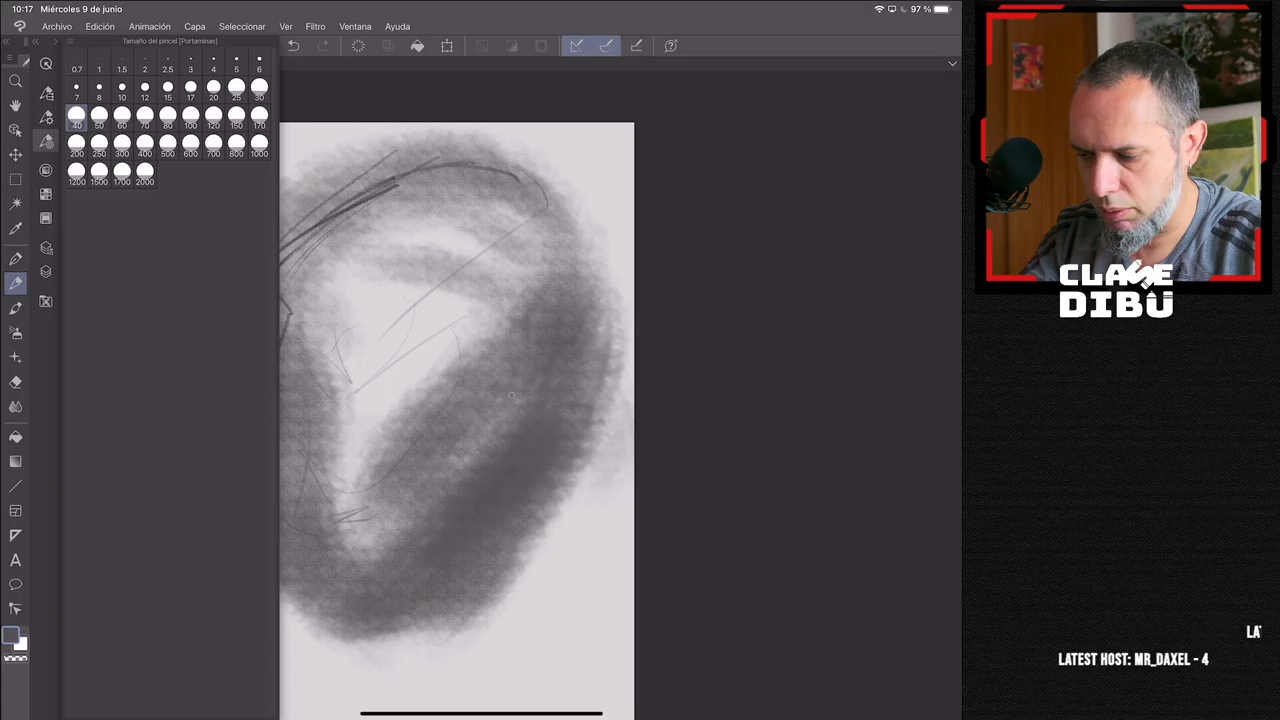 10:17 Miércoles 9 de junio
97 %
Archivo Edición Animación Capa Seleccionar Ver Filtro Ventana Ayuda
Tamaño del pincel [Portaminas]
0.7 1 1.5 2 2.5 3 4 5 6
7 8 10 12 15 17 20 25 30
40 50 60 70 80 100 120 150 170
200 250 300 400 500 600 700 800 1000
1200 1500 1700 2000
CLASE
DIBU
LA
LATEST HOST: MR_DAXEL - 4